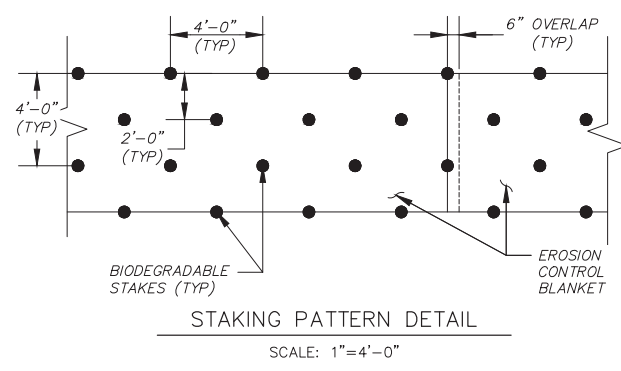 4'-0"
(TYP)
6" OVERLAP
(TYP)
4'-0"
(TYP)
2'-0"
(TYP)
BIODEGRADABLE
STAKES (TYP)
EROSION
CONTROL
BLANKET
STAKING PATTERN DETAIL
SCALE: 1"=4'-0"